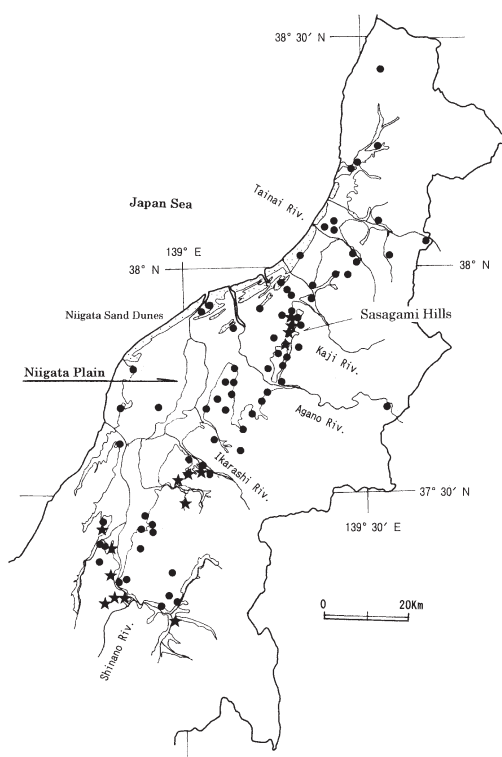 38° 30′ N
Tainai Riv.
Japan Sea
139° E
38° N
38° N
Niigata Sand Dunes
Sasagami Hills
Kaji Riv.
Niigata Plain
Agano Riv.
Ikarashi Riv.
37° 30′ N
139° 30′ E
0 20Km
Shinano Riv.